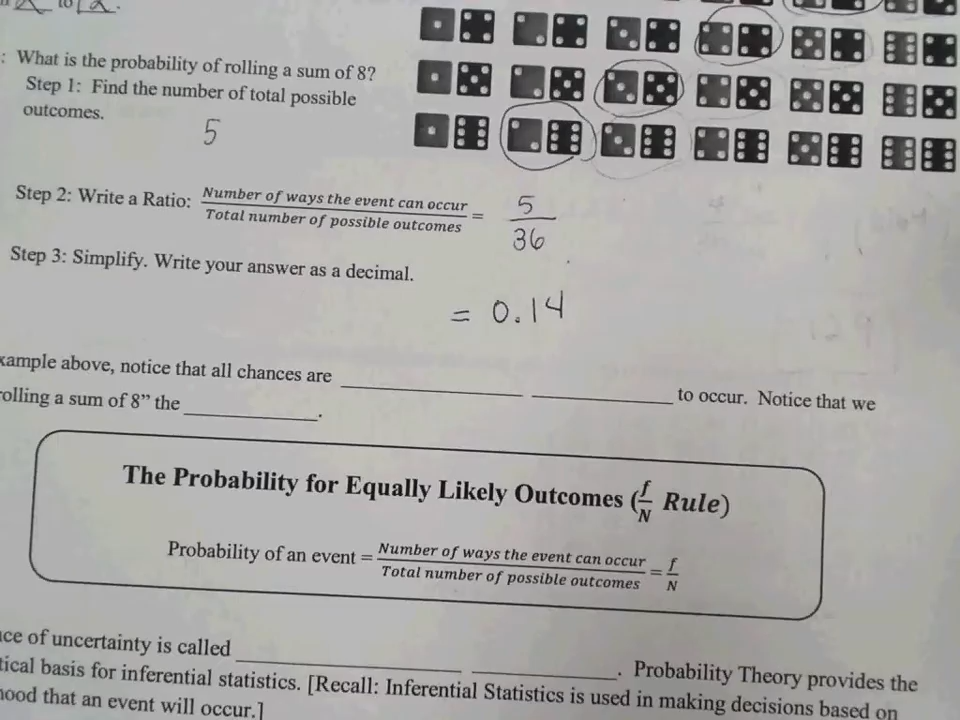 : What is the probability of rolling a sum of 8?
Step 1: Find the number of total possible
outcomes.
5
Step 2: Write a Ratio: Number of ways the event can occur / Total number of possible outcomes = 5 / 36
Step 3: Simplify. Write your answer as a decimal.
= 0.14
xample above, notice that all chances are ____ ____ to occur. Notice that we
rolling a sum of 8” the ____.
The Probability for Equally Likely Outcomes (f/N Rule)
Probability of an event = Number of ways the event can occur / Total number of possible outcomes = f/N
ce of uncertainty is called ____ ____. Probability Theory provides the
tical basis for inferential statistics. [Recall: Inferential Statistics is used in making decisions based on
hood that an event will occur.]